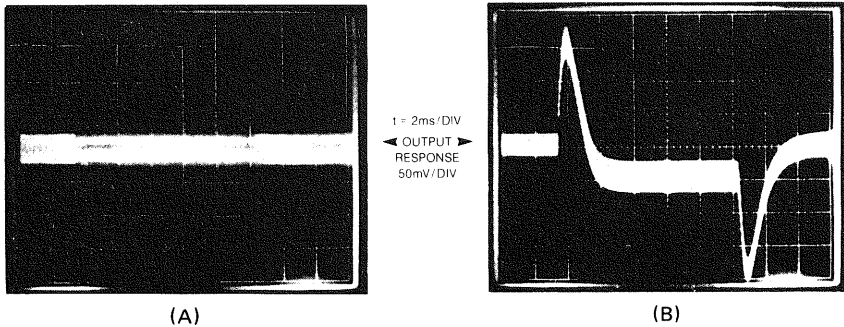 t = 2ms/DIV
◄ OUTPUT ►
RESPONSE
50mV/DIV
(A)
(B)